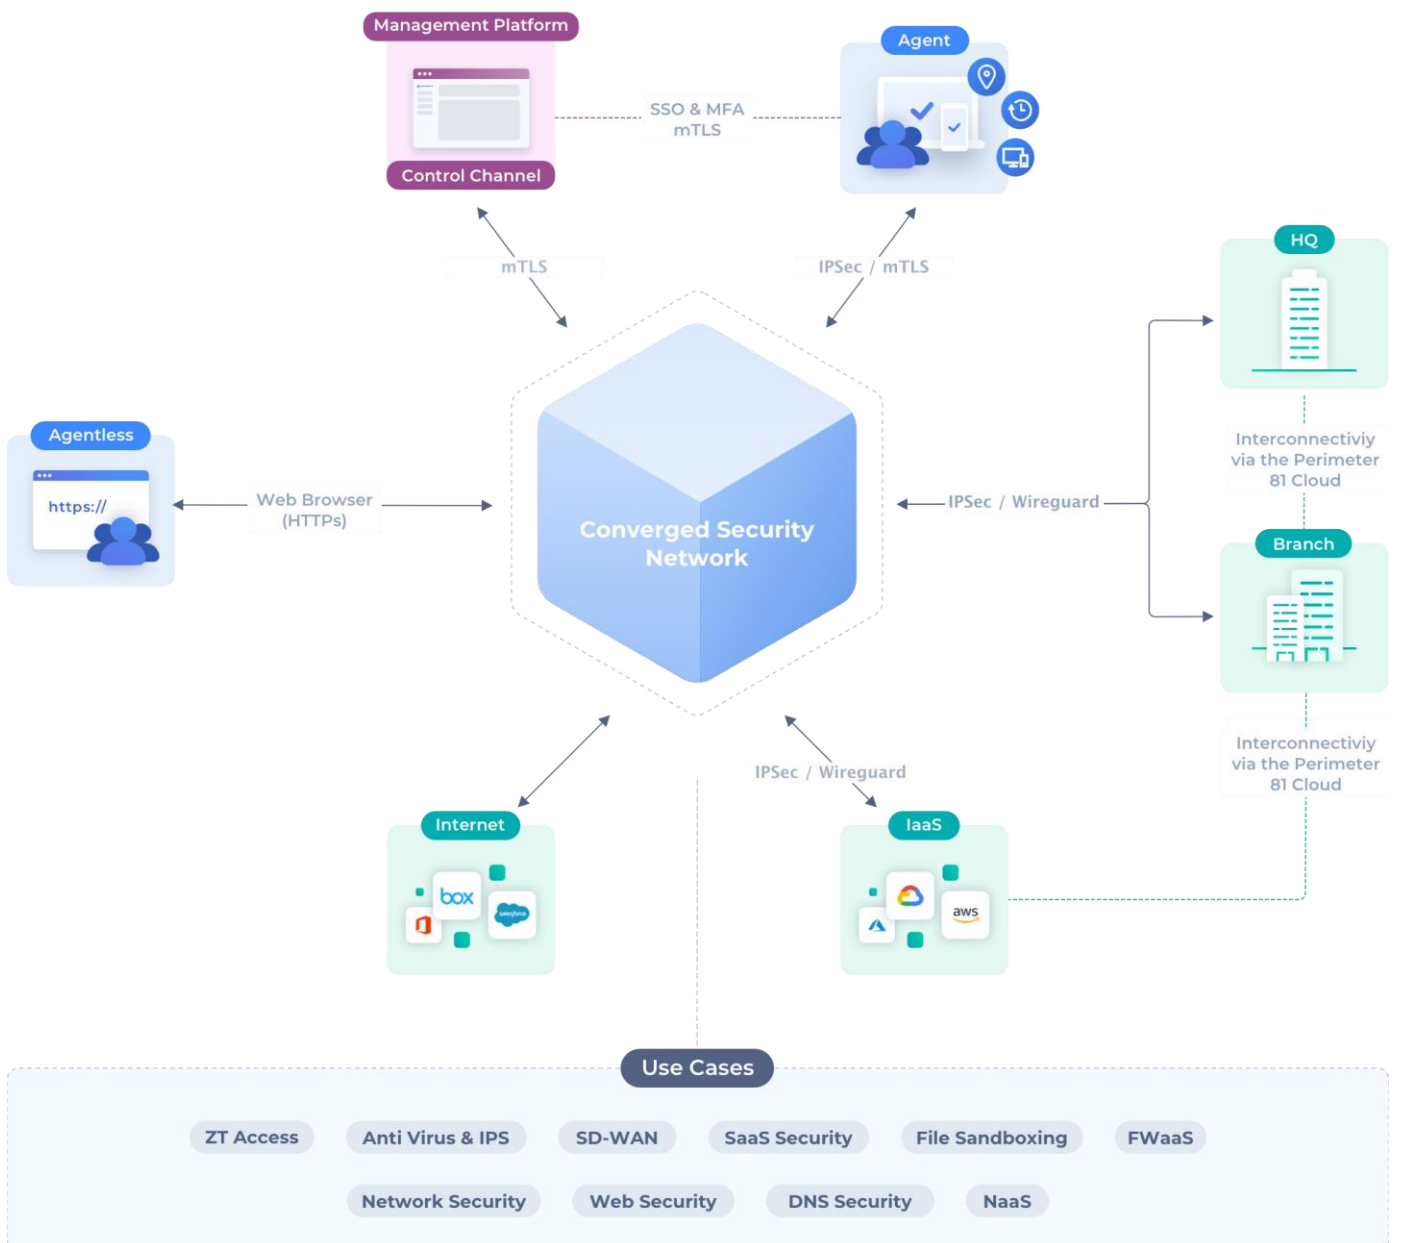 Management Platform
Control Channel
SSO & MFA
mTLS
Agent
mTLS
IPSec / mTLS
HQ
Interconnectiviy
via the Perimeter
81 Cloud
Agentless
https://
Web Browser
(HTTPs)
Converged Security
Network
IPSec / Wireguard
Branch
Interconnectiviy
via the Perimeter
81 Cloud
IPSec / Wireguard
Internet
box
salesforce
IaaS
aws
Use Cases
ZT Access
Anti Virus & IPS
SD-WAN
SaaS Security
File Sandboxing
FWaaS
Network Security
Web Security
DNS Security
NaaS